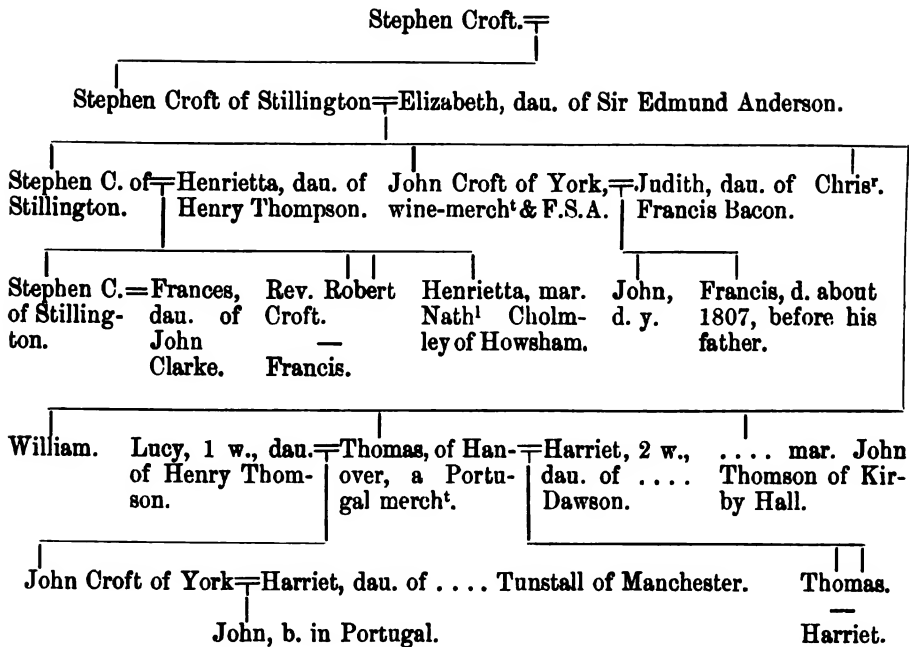 Stephen Croft.
Stephen Croft of Stillington=Elizabeth, dau. of Sir Edmund Anderson.
Stephen C. of=Henrietta, dau. of John Croft of York,=Judith, dau. of Chrisʳ.
Stillington. Henry Thompson. wine-merchᵗ & F.S.A. Francis Bacon.
Stephen C.=Frances, Rev. Robert Henrietta, mar. John, Francis, d. about
of Stilling- dau. of Croft. Nathˡ Cholm- d. y. 1807, before his
ton. John — ley of Howsham. father.
Clarke. Francis.
William. Lucy, 1 w., dau.=Thomas, of Han-=Harriet, 2 w., .... mar. John
of Henry Thom- over, a Portu- dau. of .... Thomson of Kir-
son. gal merchᵗ. Dawson. by Hall.
John Croft of York=Harriet, dau. of .... Tunstall of Manchester. Thomas.
—
John, b. in Portugal. Harriet.